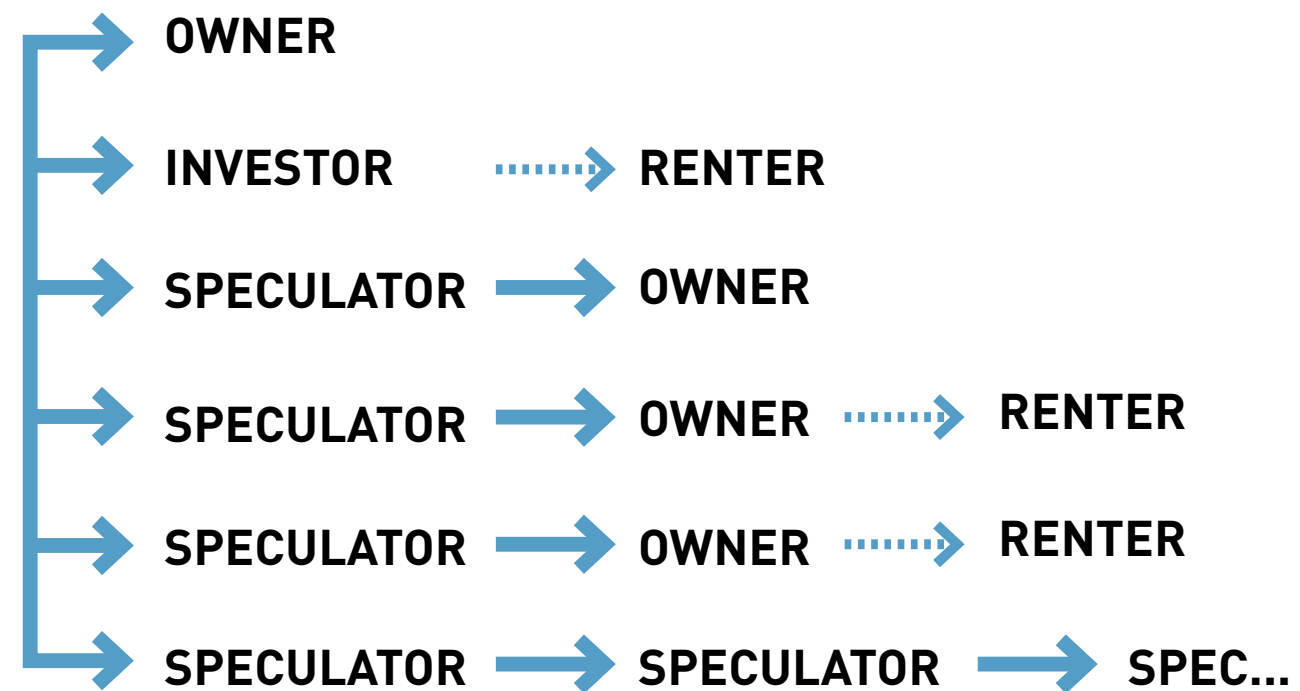 OWNER
INVESTOR RENTER
SPECULATOR OWNER
SPECULATOR OWNER RENTER
SPECULATOR OWNER RENTER
SPECULATOR SPECULATOR SPEC...